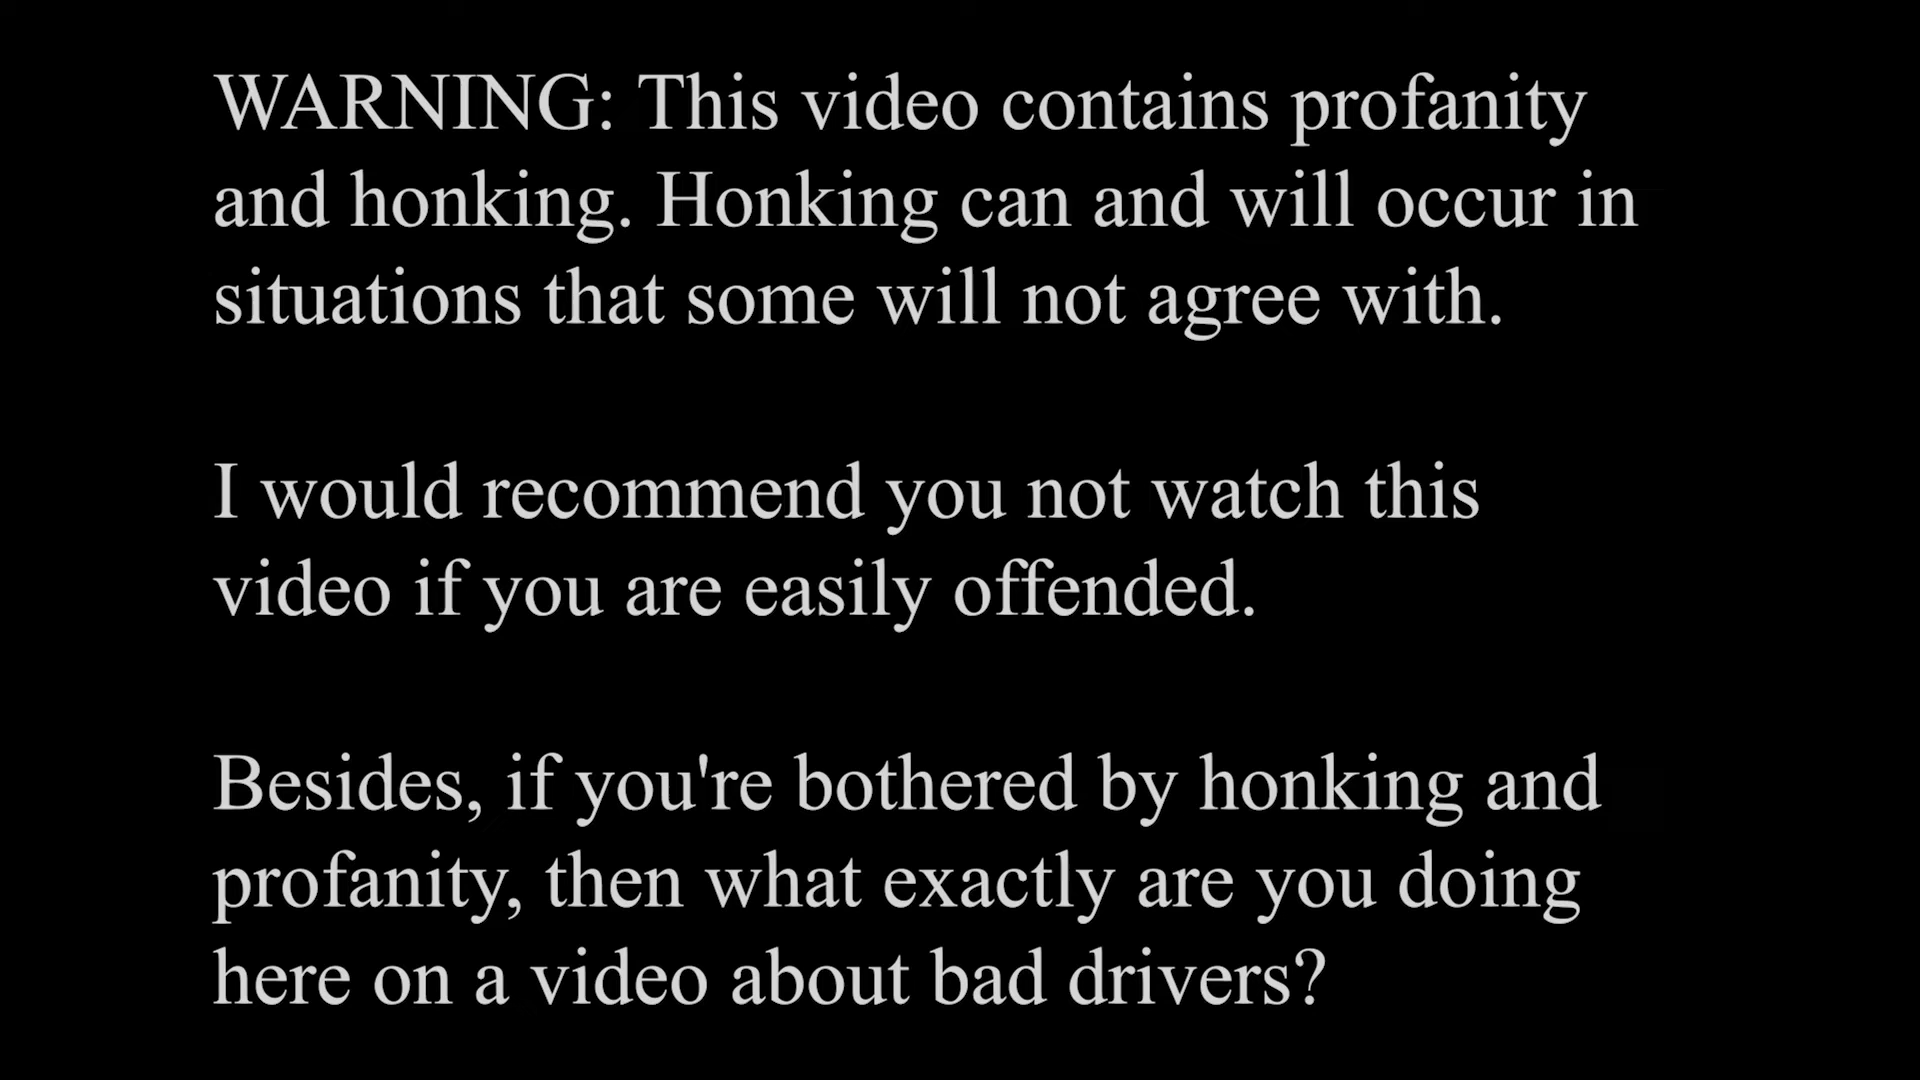 WARNING: This video contains profanity
and honking. Honking can and will occur in
situations that some will not agree with.
I would recommend you not watch this
video if you are easily offended.
Besides, if you're bothered by honking and
profanity, then what exactly are you doing
here on a video about bad drivers?